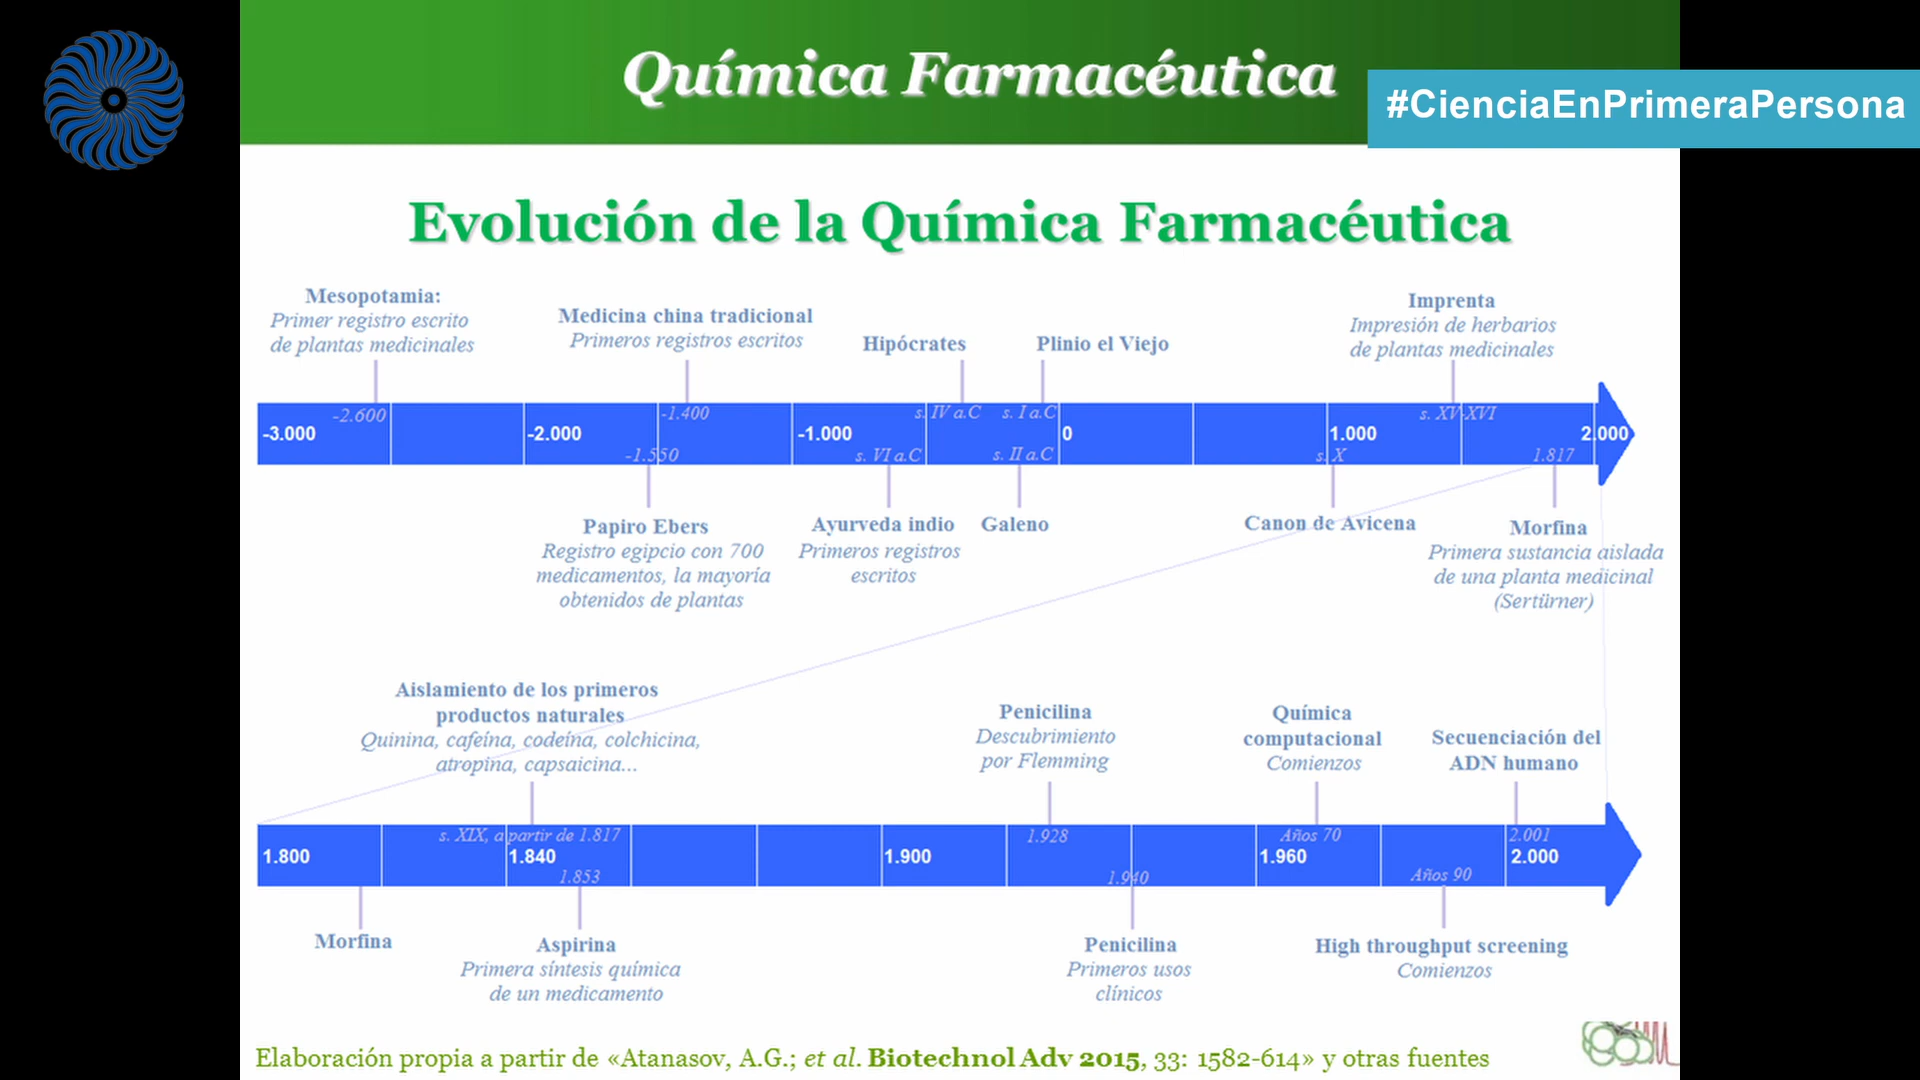 Química Farmacéutica
#CienciaEnPrimeraPersona
Evolución de la Química Farmacéutica
Mesopotamia:
Primer registro escrito
de plantas medicinales
Medicina china tradicional
Primeros registros escritos
Hipócrates
Plinio el Viejo
Imprenta
Impresión de herbarios
de plantas medicinales
-2.600
-1.400
s. IV a.C
s. I a.C
s. XV-XVI
-3.000
-2.000
-1.000
0
1.000
2.000
-1.550
s. VI a.C
s. II a.C
s. X
1.817
Papiro Ebers
Registro egipcio con 700
medicamentos, la mayoría
obtenidos de plantas
Ayurveda indio
Primeros registros
escritos
Galeno
Canon de Avicena
Morfina
Primera sustancia aislada
de una planta medicinal
(Sertürner)
Aislamiento de los primeros
productos naturales
Quinina, cafeína, codeína, colchicina,
atropina, capsaicina...
Penicilina
Descubrimiento
por Flemming
Química
computacional
Comienzos
Secuenciación del
ADN humano
s. XIX, a partir de 1.817
1.928
Años 70
2.001
1.800
1.840
1.900
1.960
2.000
1.853
1.940
Años 90
Morfina
Aspirina
Primera síntesis química
de un medicamento
Penicilina
Primeros usos
clínicos
High throughput screening
Comienzos
Elaboración propia a partir de «Atanasov, A.G.; et al. Biotechnol Adv 2015, 33: 1582-614» y otras fuentes